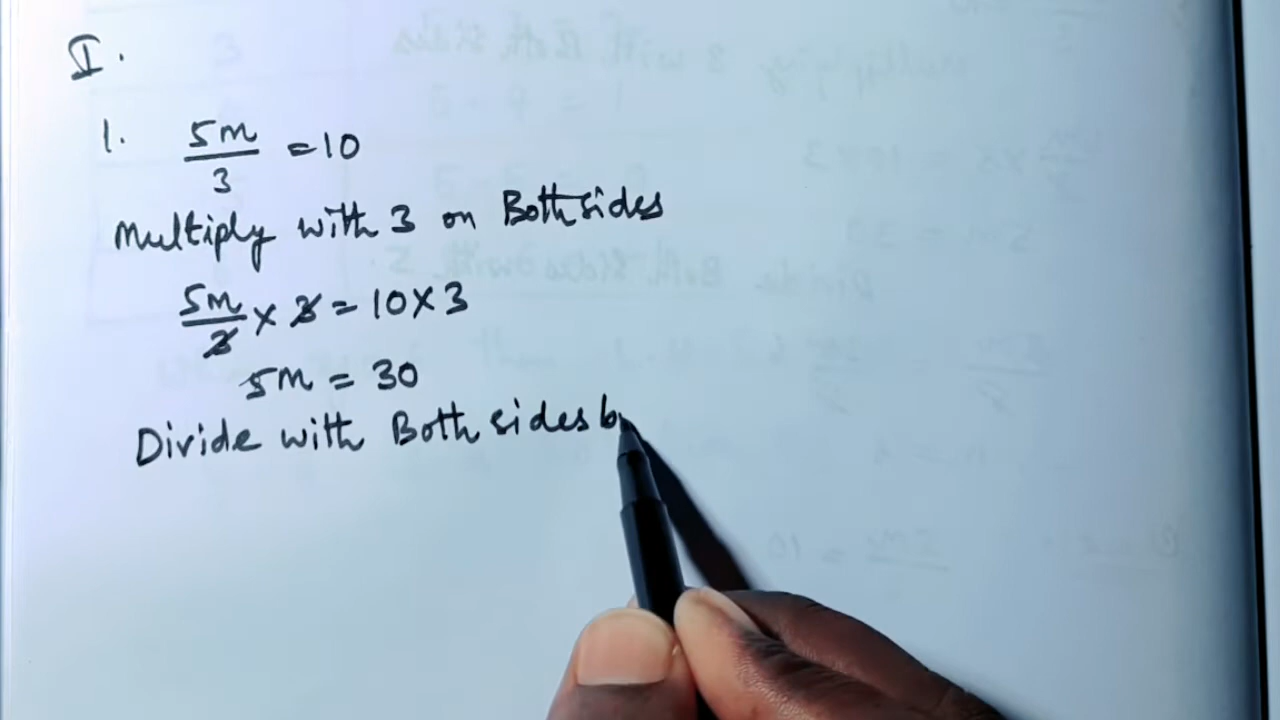 I.
1. 5m/3 = 10
Multiply with 3 on Both sides
5m/3 × 3 = 10 × 3
5m = 30
Divide with Both sides b